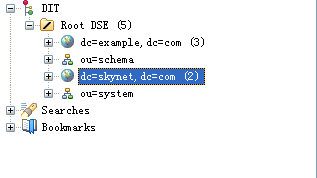 DIT
Root DSE (5)
dc=example,dc=com (3)
ou=schema
dc=skynet,dc=com (2)
ou=system
Searches
Bookmarks